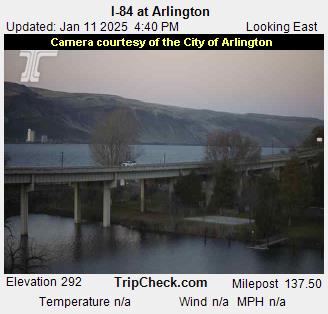 I-84 at Arlington
Updated: Jan 11 2025 4:40 PM Looking East
Camera courtesy of the City of Arlington
Elevation 292 TripCheck.com Milepost 137.50
Temperature n/a Wind n/a MPH n/a